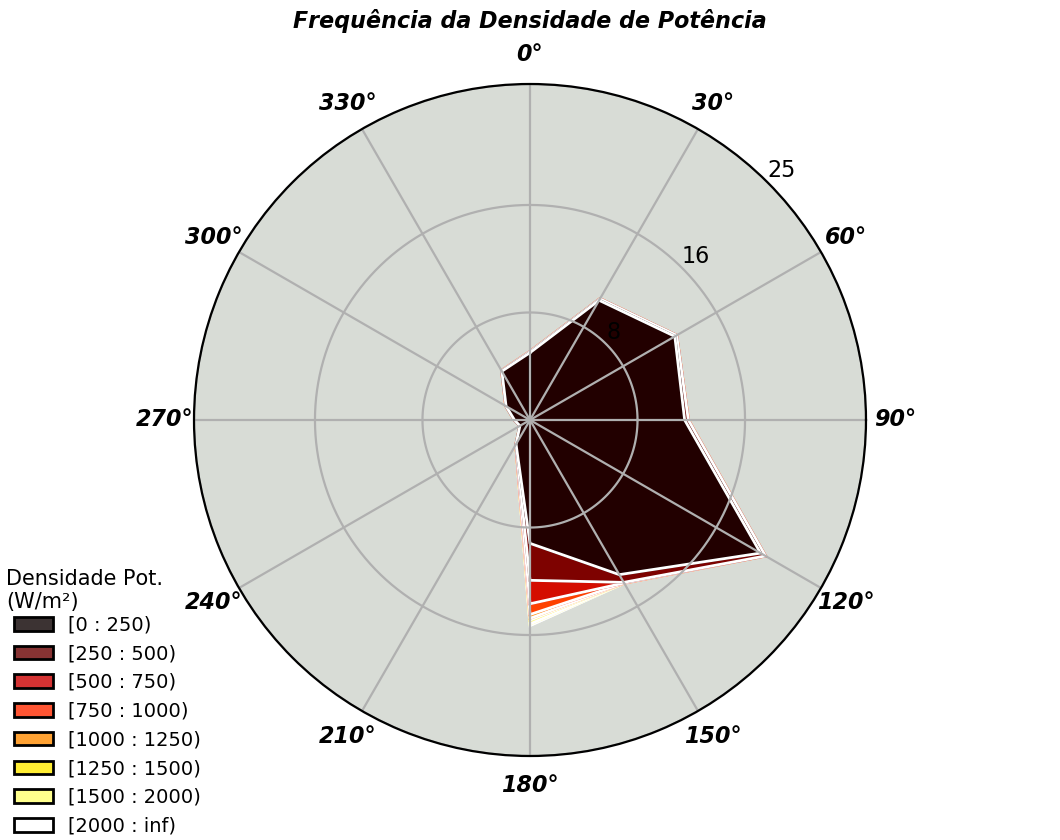 Frequência da Densidade de Potência
0°
330°
30°
25
300°
60°
16
8
270°
90°
240°
120°
210°
150°
180°
Densidade Pot.
(W/m²)
[0 : 250)
[250 : 500)
[500 : 750)
[750 : 1000)
[1000 : 1250)
[1250 : 1500)
[1500 : 2000)
[2000 : inf)